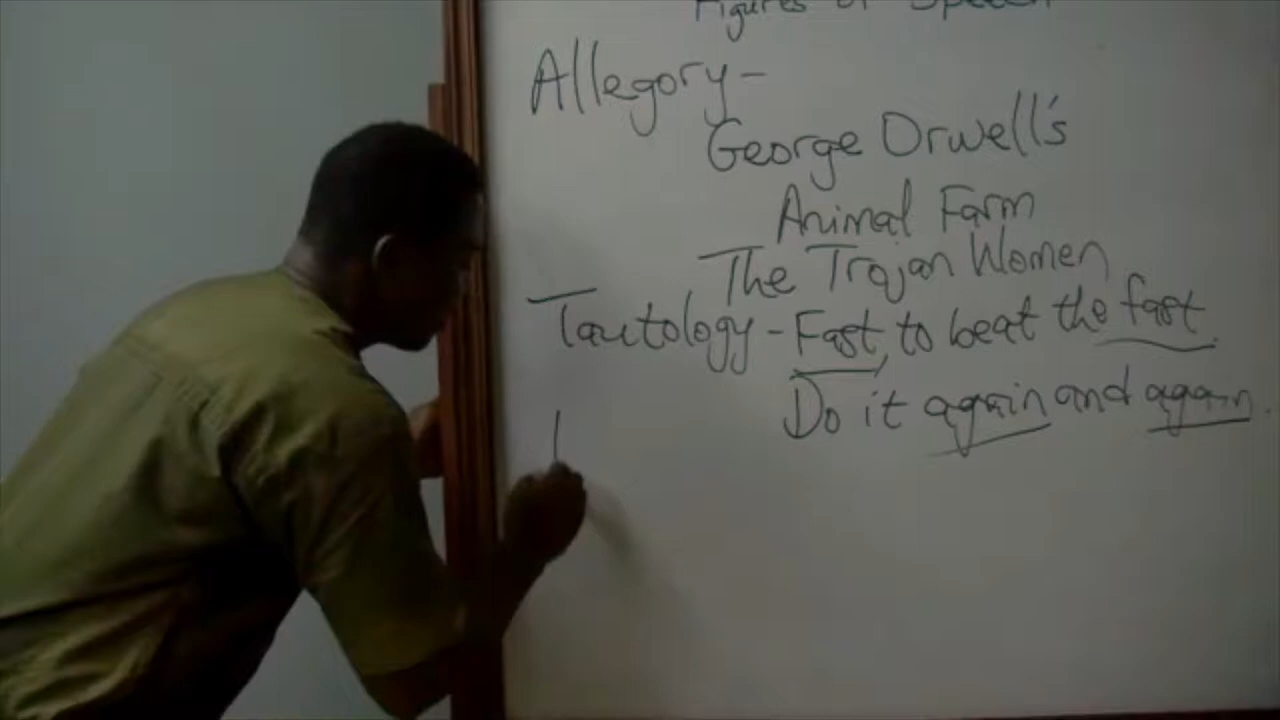 Figures of Speech
Allegory-
George Orwell's
Animal Farm
The Trojan Women
Tautology - Fast, to beat the fast
Do it again and again.